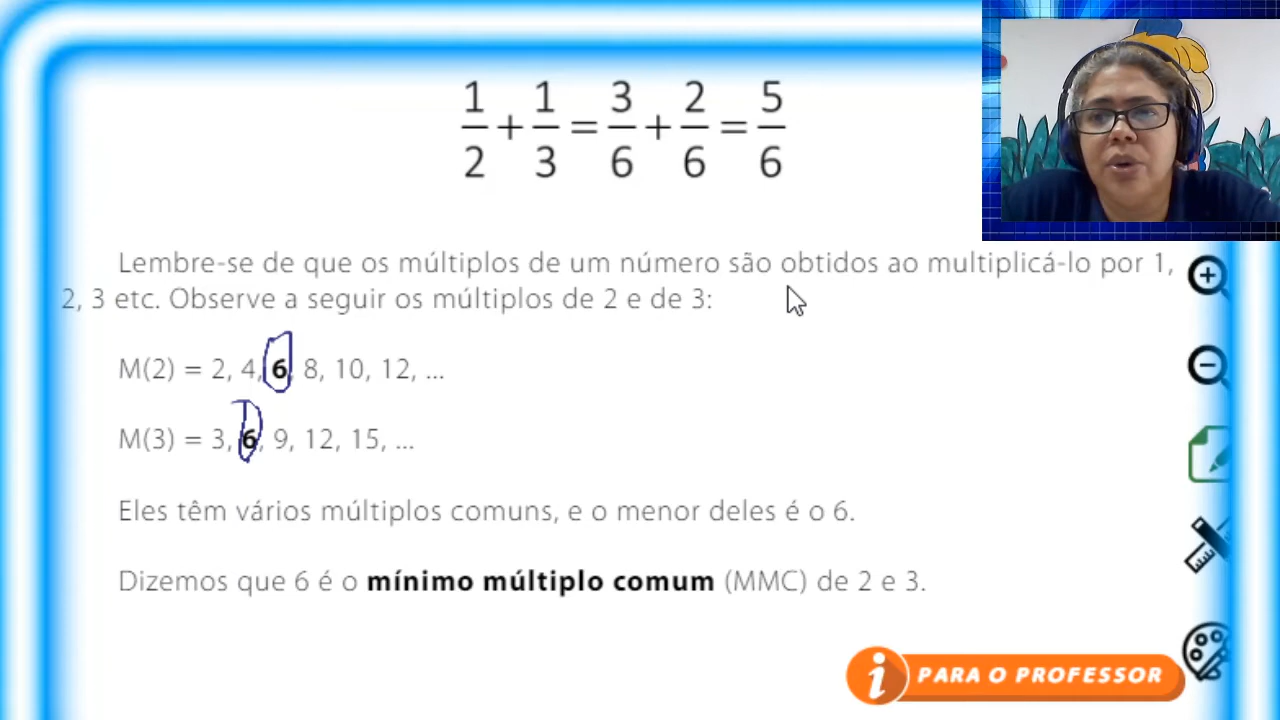 1/2 + 1/3 = 3/6 + 2/6 = 5/6
Lembre-se de que os múltiplos de um número são obtidos ao multiplicá-lo por 1,
2, 3 etc. Observe a seguir os múltiplos de 2 e de 3:
M(2) = 2, 4, 6, 8, 10, 12, ...
M(3) = 3, 6, 9, 12, 15, ...
Eles têm vários múltiplos comuns, e o menor deles é o 6.
Dizemos que 6 é o mínimo múltiplo comum (MMC) de 2 e 3.
i PARA O PROFESSOR